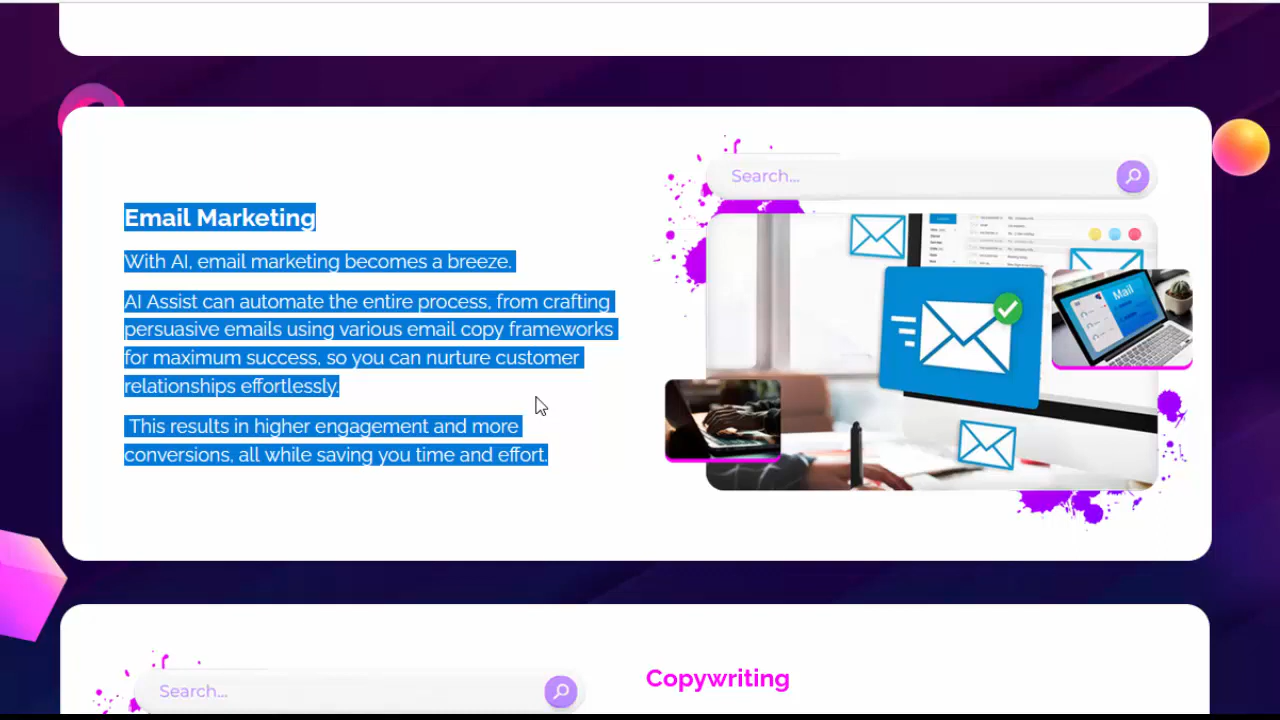 Email Marketing
With AI, email marketing becomes a breeze.
AI Assist can automate the entire process, from crafting
persuasive emails using various email copy frameworks
for maximum success, so you can nurture customer
relationships effortlessly.
This results in higher engagement and more
conversions, all while saving you time and effort.
Search...
Mail
Search...
Copywriting